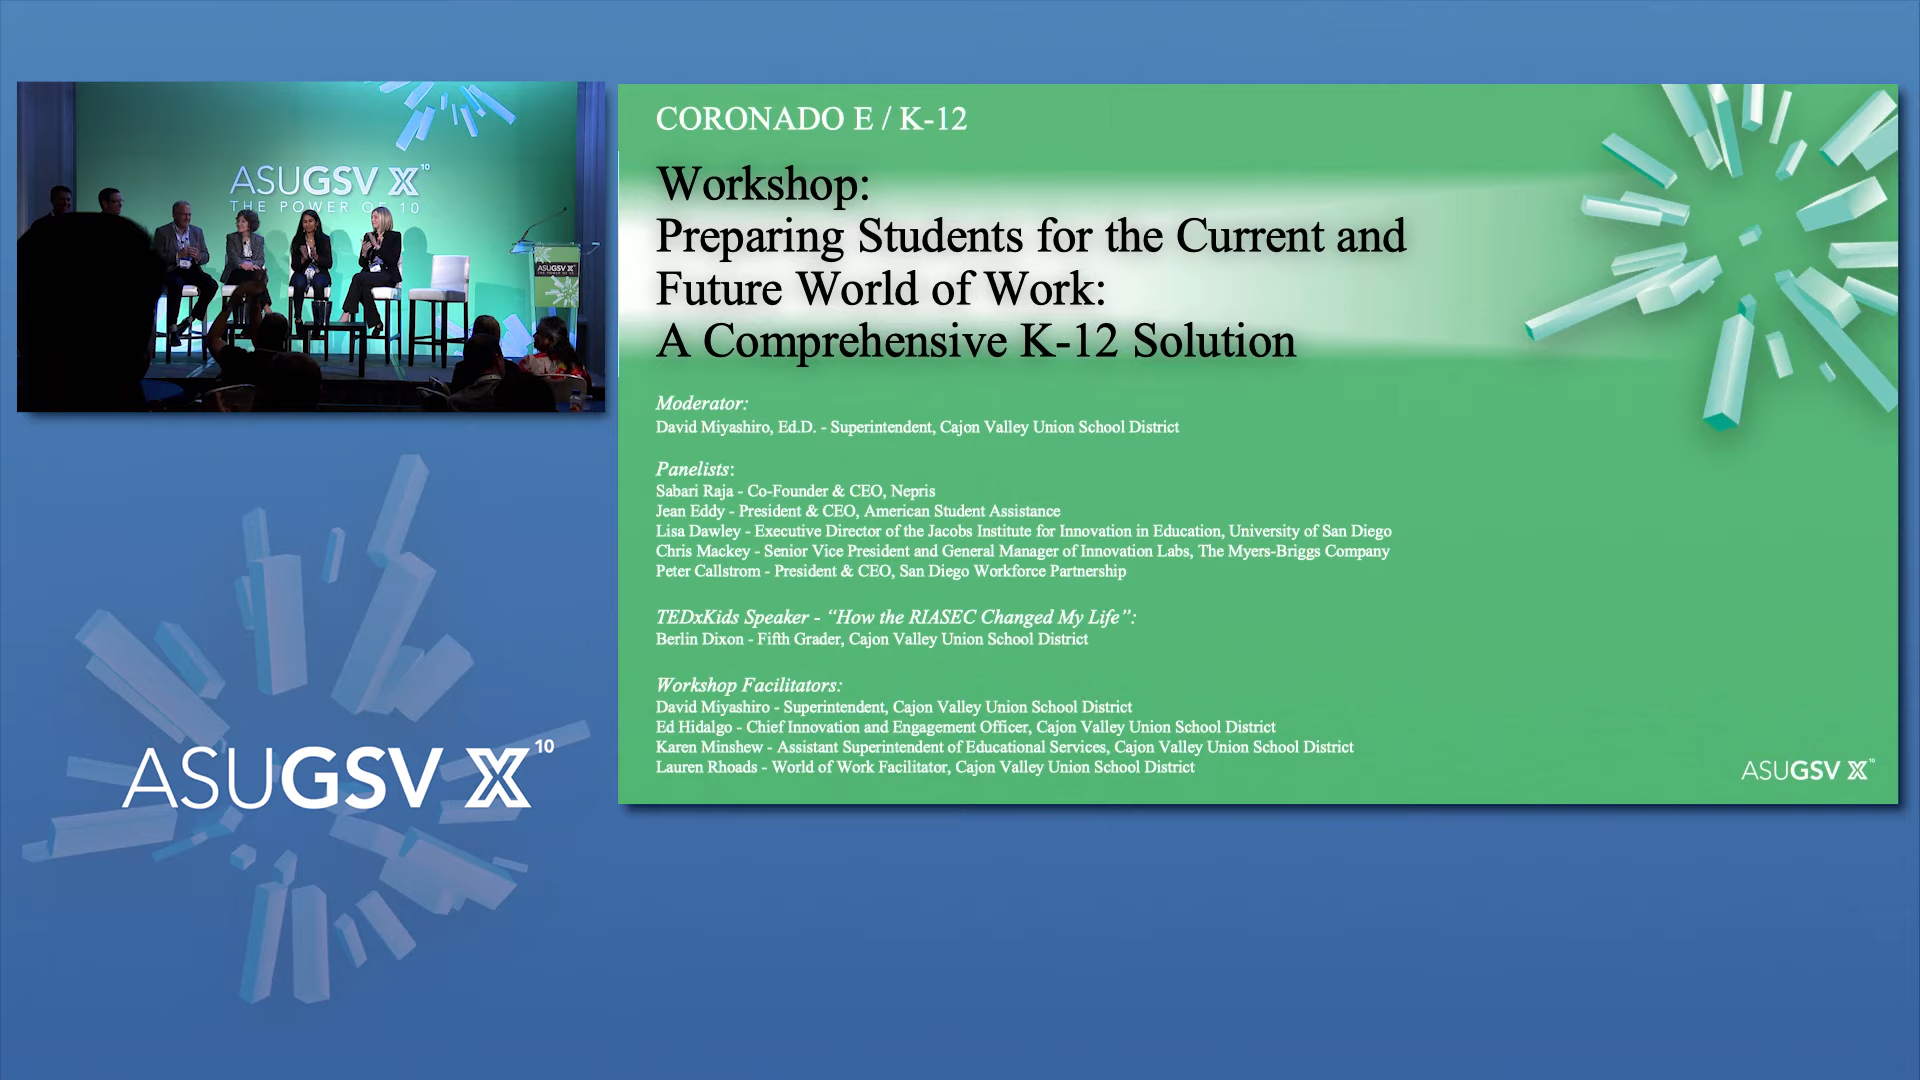 ASUGSV X10
THE POWER OF 10
ASUGSV X
CORONADO E / K-12
Workshop:
Preparing Students for the Current and
Future World of Work:
A Comprehensive K-12 Solution
Moderator:
David Miyashiro, Ed.D. - Superintendent, Cajon Valley Union School District
Panelists:
Sabari Raja - Co-Founder & CEO, Nepris
Jean Eddy - President & CEO, American Student Assistance
Lisa Dawley - Executive Director of the Jacobs Institute for Innovation in Education, University of San Diego
Chris Mackey - Senior Vice President and General Manager of Innovation Labs, The Myers-Briggs Company
Peter Callstrom - President & CEO, San Diego Workforce Partnership
TEDxKids Speaker - “How the RIASEC Changed My Life”:
Berlin Dixon - Fifth Grader, Cajon Valley Union School District
Workshop Facilitators:
David Miyashiro - Superintendent, Cajon Valley Union School District
Ed Hidalgo - Chief Innovation and Engagement Officer, Cajon Valley Union School District
Karen Minshew - Assistant Superintendent of Educational Services, Cajon Valley Union School District
Lauren Rhoads - World of Work Facilitator, Cajon Valley Union School District
ASUGSV X10
ASUGSV X10